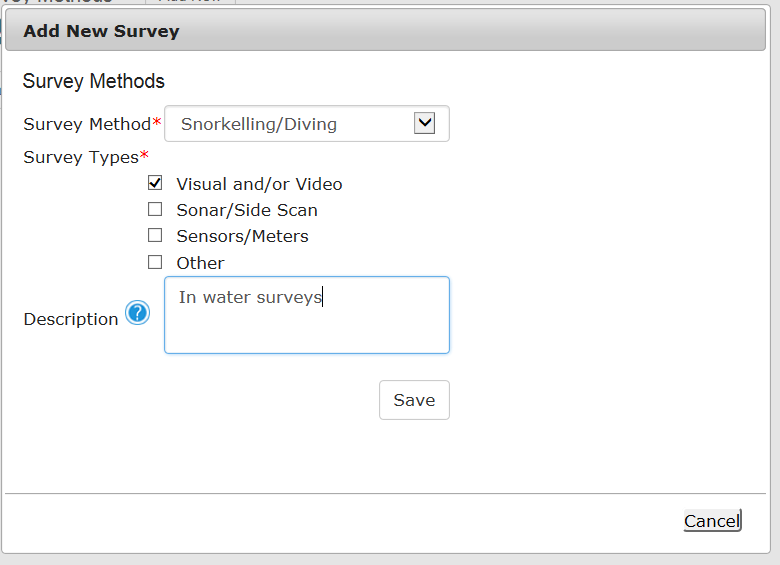 Add New Survey
Survey Methods
Survey Method* Snorkelling/Diving
Survey Types*
Visual and/or Video
Sonar/Side Scan
Sensors/Meters
Other
Description ? In water surveys
Save
Cancel